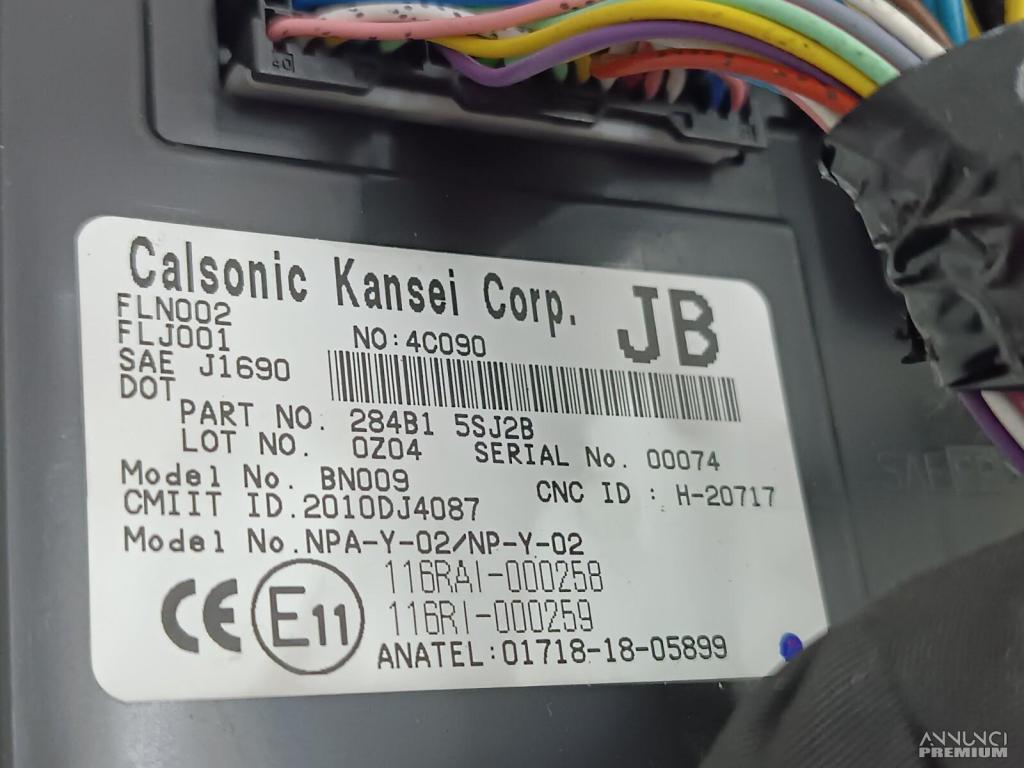 40
Calsonic Kansei Corp. JB
FLN002
FLJ001 NO:4C090
SAE J1690
DOT
PART NO. 284B1 5SJ2B
LOT NO. 0Z04 SERIAL No. 00074
Model No. BN009 CNC ID : H-20717
CMIIT ID.2010DJ4087
Model No.NPA-Y-02/NP-Y-02
116RAI-000258
116RI-000259
CE E11
ANATEL:01718-18-05899
ANNUNCI
PREMIUM